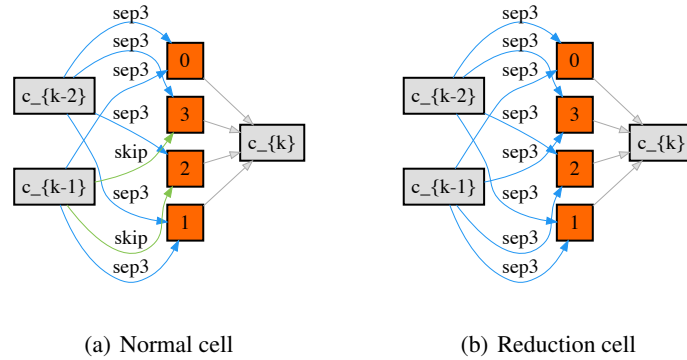 sep3
sep3
0
sep3
c_{k-2}
sep3
3
c_{k}
skip
2
c_{k-1}
sep3
1
skip
sep3
(a) Normal cell
sep3
sep3
0
sep3
c_{k-2}
sep3
3
c_{k}
sep3
2
c_{k-1}
sep3
1
sep3
sep3
(b) Reduction cell